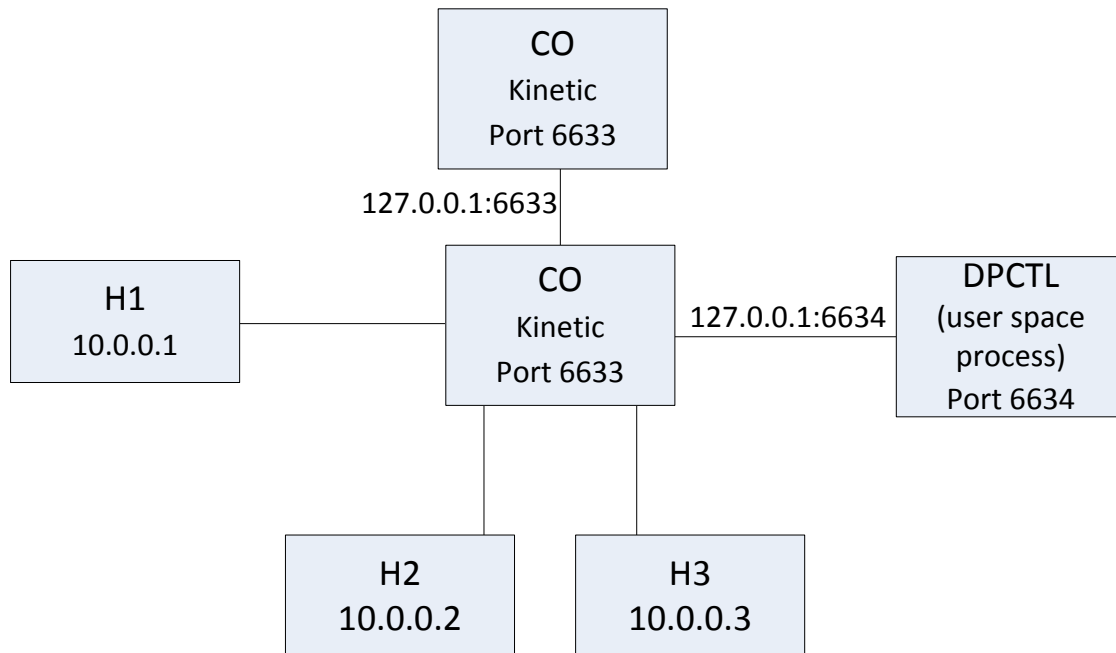 CO
Kinetic
Port 6633
127.0.0.1:6633
H1
10.0.0.1
CO
Kinetic
Port 6633
127.0.0.1:6634
DPCTL
(user space
process)
Port 6634
H2
10.0.0.2
H3
10.0.0.3